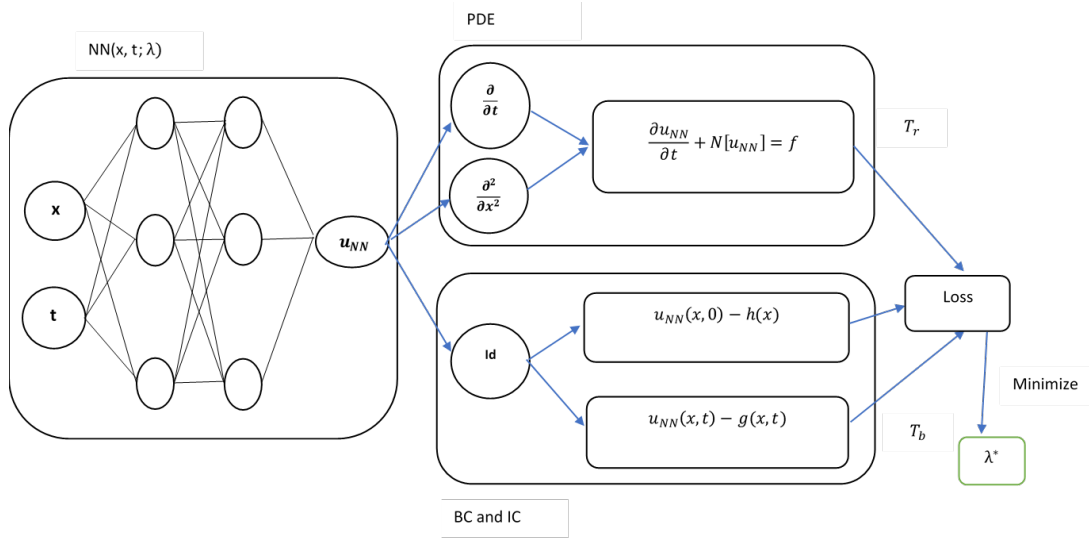 PDE
NN(x, t; λ)
∂/∂t
∂u_NN/∂t + N[u_NN] = f
T_r
∂²/∂x²
x
u_NN
t
Loss
u_NN(x, 0) − h(x)
Id
Minimize
u_NN(x, t) − g(x, t)
T_b
λ*
BC and IC